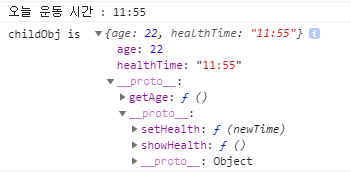 오늘 운동 시간 : 11:55
childObj is ▼{age: 22, healthTime: "11:55"} i
age: 22
healthTime: "11:55"
▼__proto__:
▶getAge: ƒ ()
▼__proto__:
▶setHealth: ƒ (newTime)
▶showHealth: ƒ ()
▶__proto__: Object